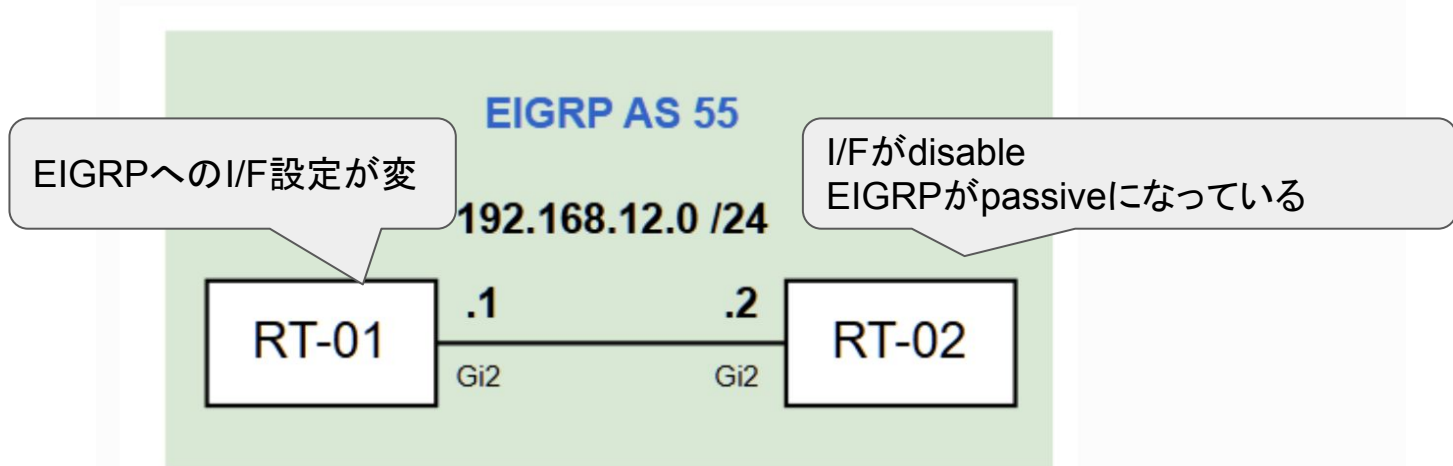 EIGRP AS 55
EIGRPへのI/F設定が変
I/Fがdisable
EIGRPがpassiveになっている
192.168.12.0 /24
RT-01
.1
.2
RT-02
Gi2
Gi2